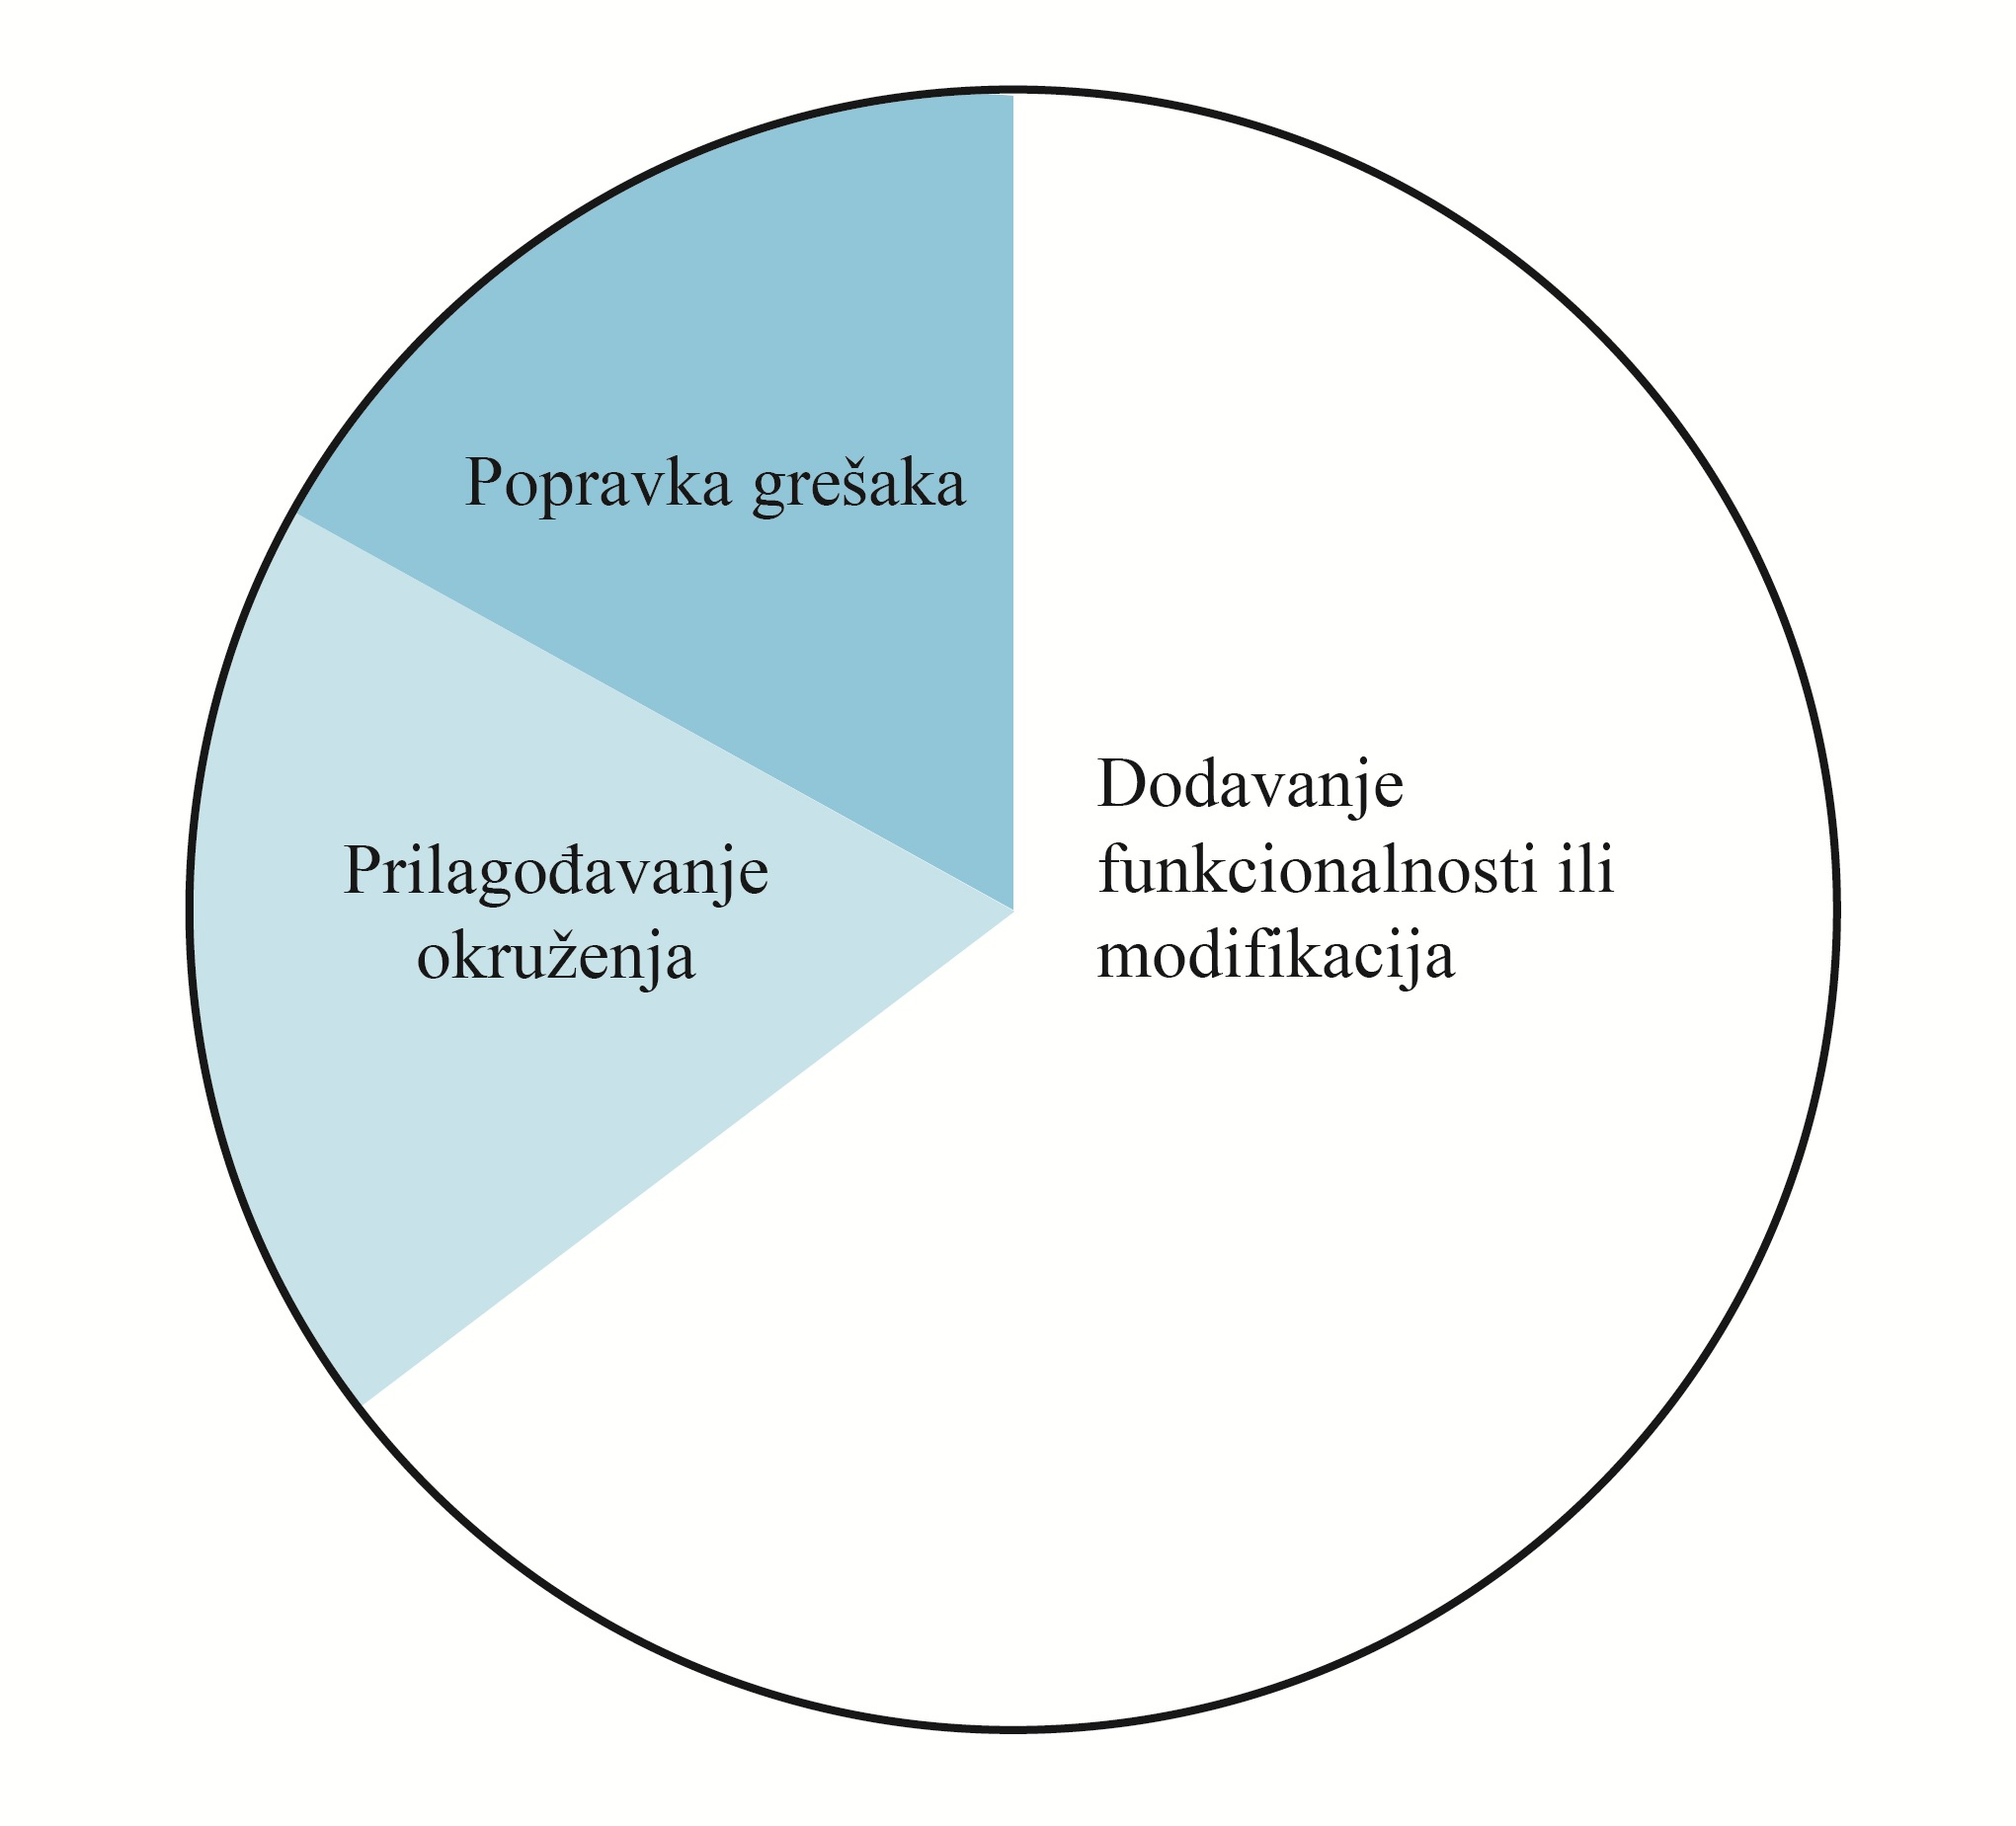 Popravka grešaka
Prilagođavanje
okruženja
Dodavanje
funkcionalnosti ili
modifikacija